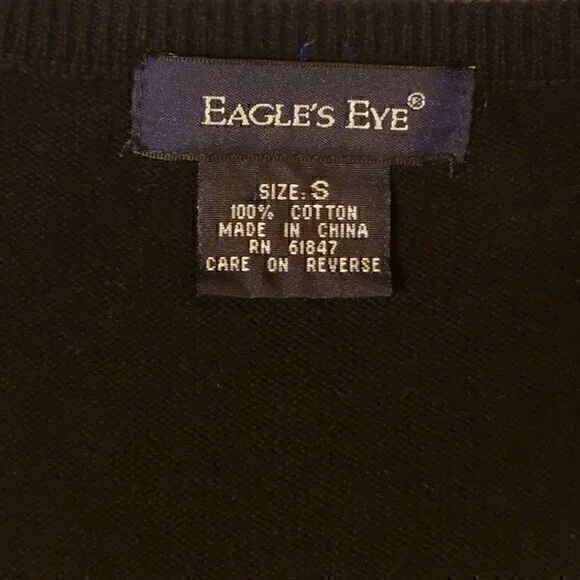 EAGLE'S EYE®
SIZE: S
100% COTTON
MADE IN CHINA
RN 61847
CARE ON REVERSE